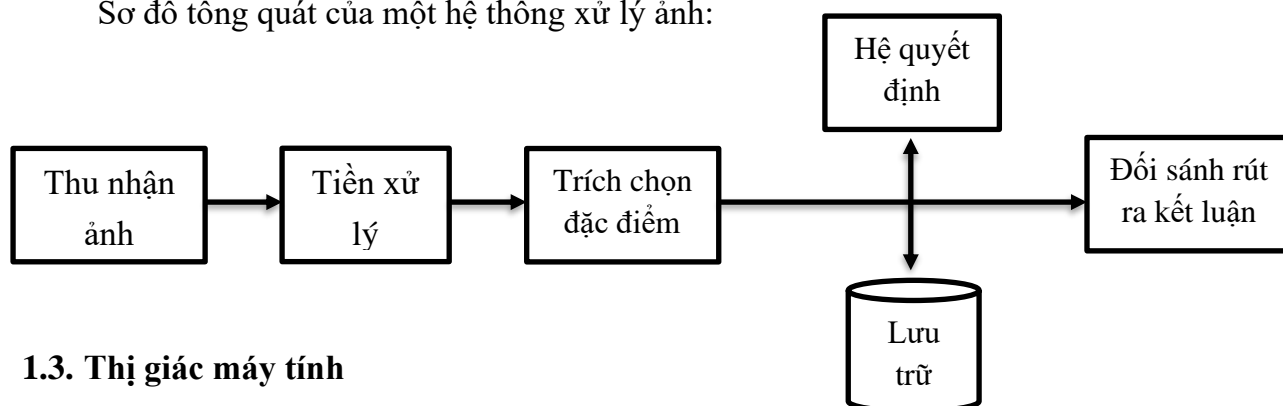 Sơ đồ tổng quát của một hệ thống xử lý ảnh:
Hệ quyết
định
Thu nhận
ảnh
Tiền xử
lý
Trích chọn
đặc điểm
Đối sánh rút
ra kết luận
Lưu
trữ
1.3. Thị giác máy tính